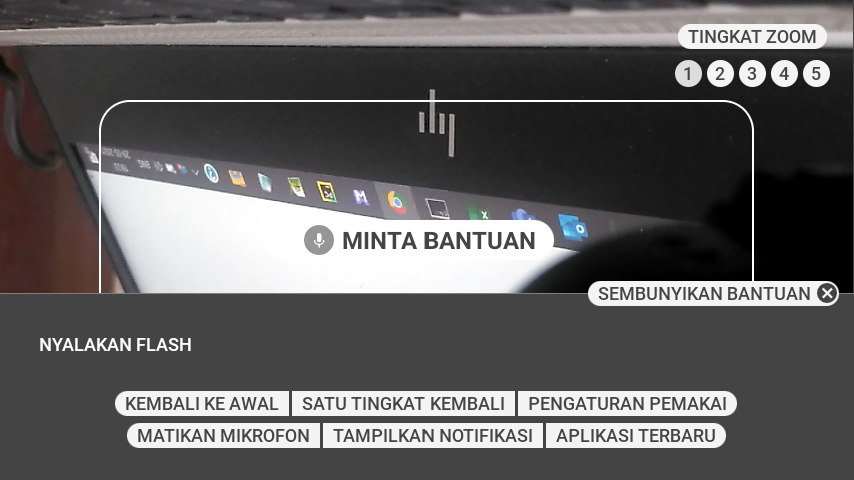 TINGKAT ZOOM
1 2 3 4 5
MINTA BANTUAN
SEMBUNYIKAN BANTUAN
NYALAKAN FLASH
KEMBALI KE AWAL SATU TINGKAT KEMBALI PENGATURAN PEMAKAI
MATIKAN MIKROFON TAMPILKAN NOTIFIKASI APLIKASI TERBARU